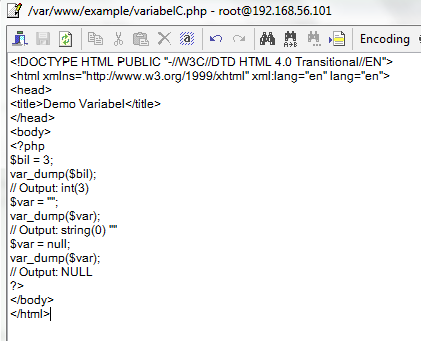 /var/www/example/variabelC.php - root@192.168.56.101
Encoding
<!DOCTYPE HTML PUBLIC "-//W3C//DTD HTML 4.0 Transitional//EN">
<html xmlns="http://www.w3.org/1999/xhtml" xml:lang="en" lang="en">
<head>
<title>Demo Variabel</title>
</head>
<body>
<?php
$bil = 3;
var_dump($bil);
// Output: int(3)
$var = "";
var_dump($var);
// Output: string(0) ""
$var = null;
var_dump($var);
// Output: NULL
?>
</body>
</html>